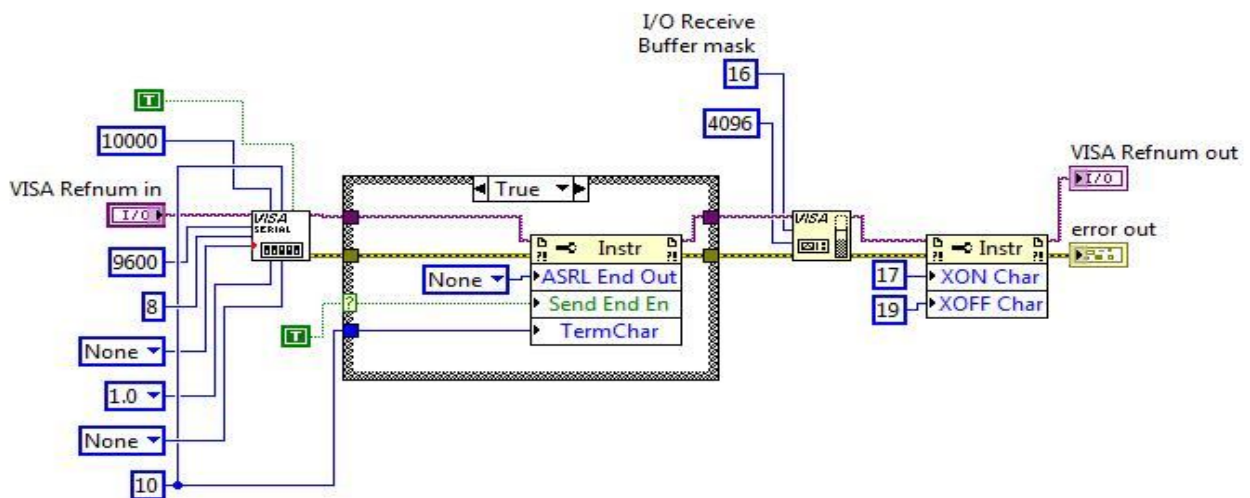 I/O Receive
Buffer mask
16
4096
T
10000
VISA Refnum in
I/O
9600
8
None
1.0
None
10
VISA
SERIAL
True
Instr
None
ASRL End Out
Send End En
TermChar
?
T
VISA
Instr
17
XON Char
19
XOFF Char
VISA Refnum out
I/O
error out